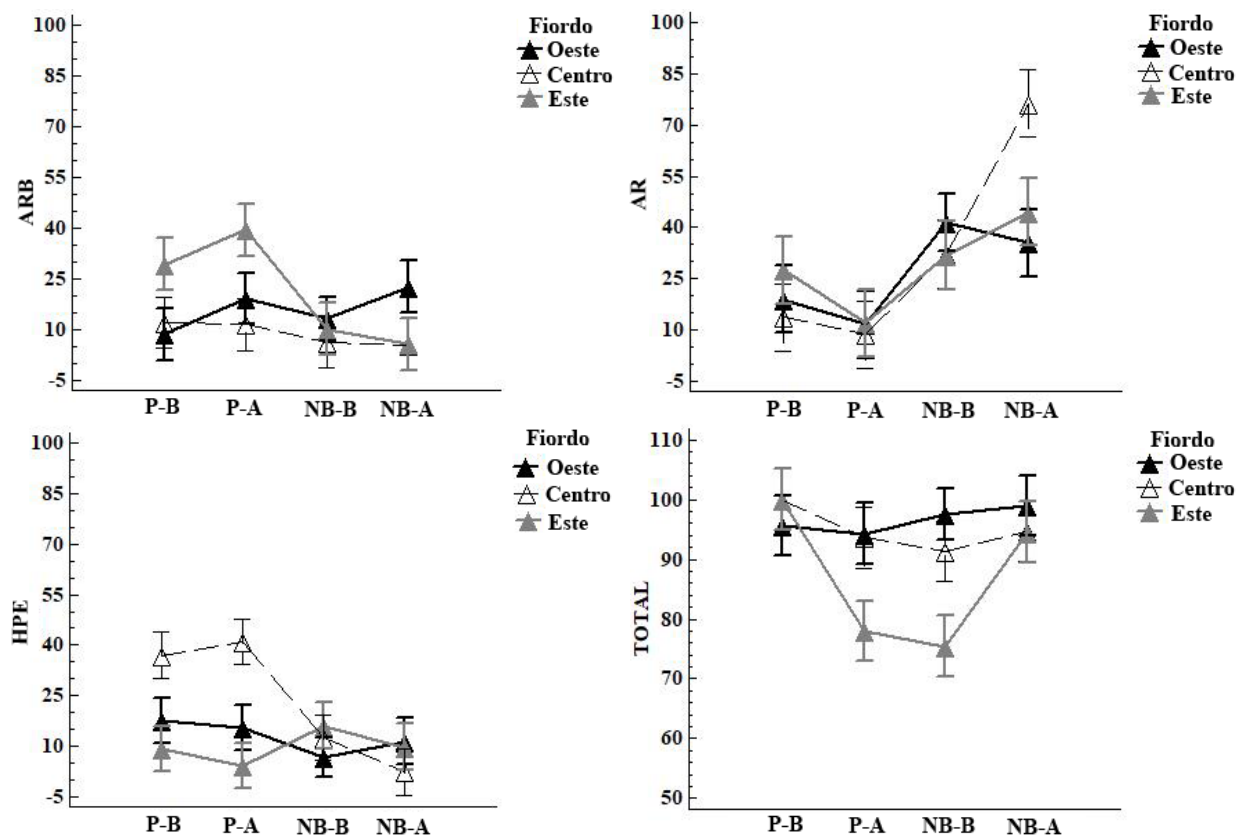 100
85
70
55
40
25
10
-5
ARB
P-B P-A NB-B NB-A
Fiordo
Oeste
Centro
Este
100
85
70
55
40
25
10
-5
AR
P-B P-A NB-B NB-A
Fiordo
Oeste
Centro
Este
100
85
70
55
40
25
10
-5
HPE
P-B P-A NB-B NB-A
Fiordo
Oeste
Centro
Este
110
100
90
80
70
60
50
TOTAL
P-B P-A NB-B NB-A
Fiordo
Oeste
Centro
Este